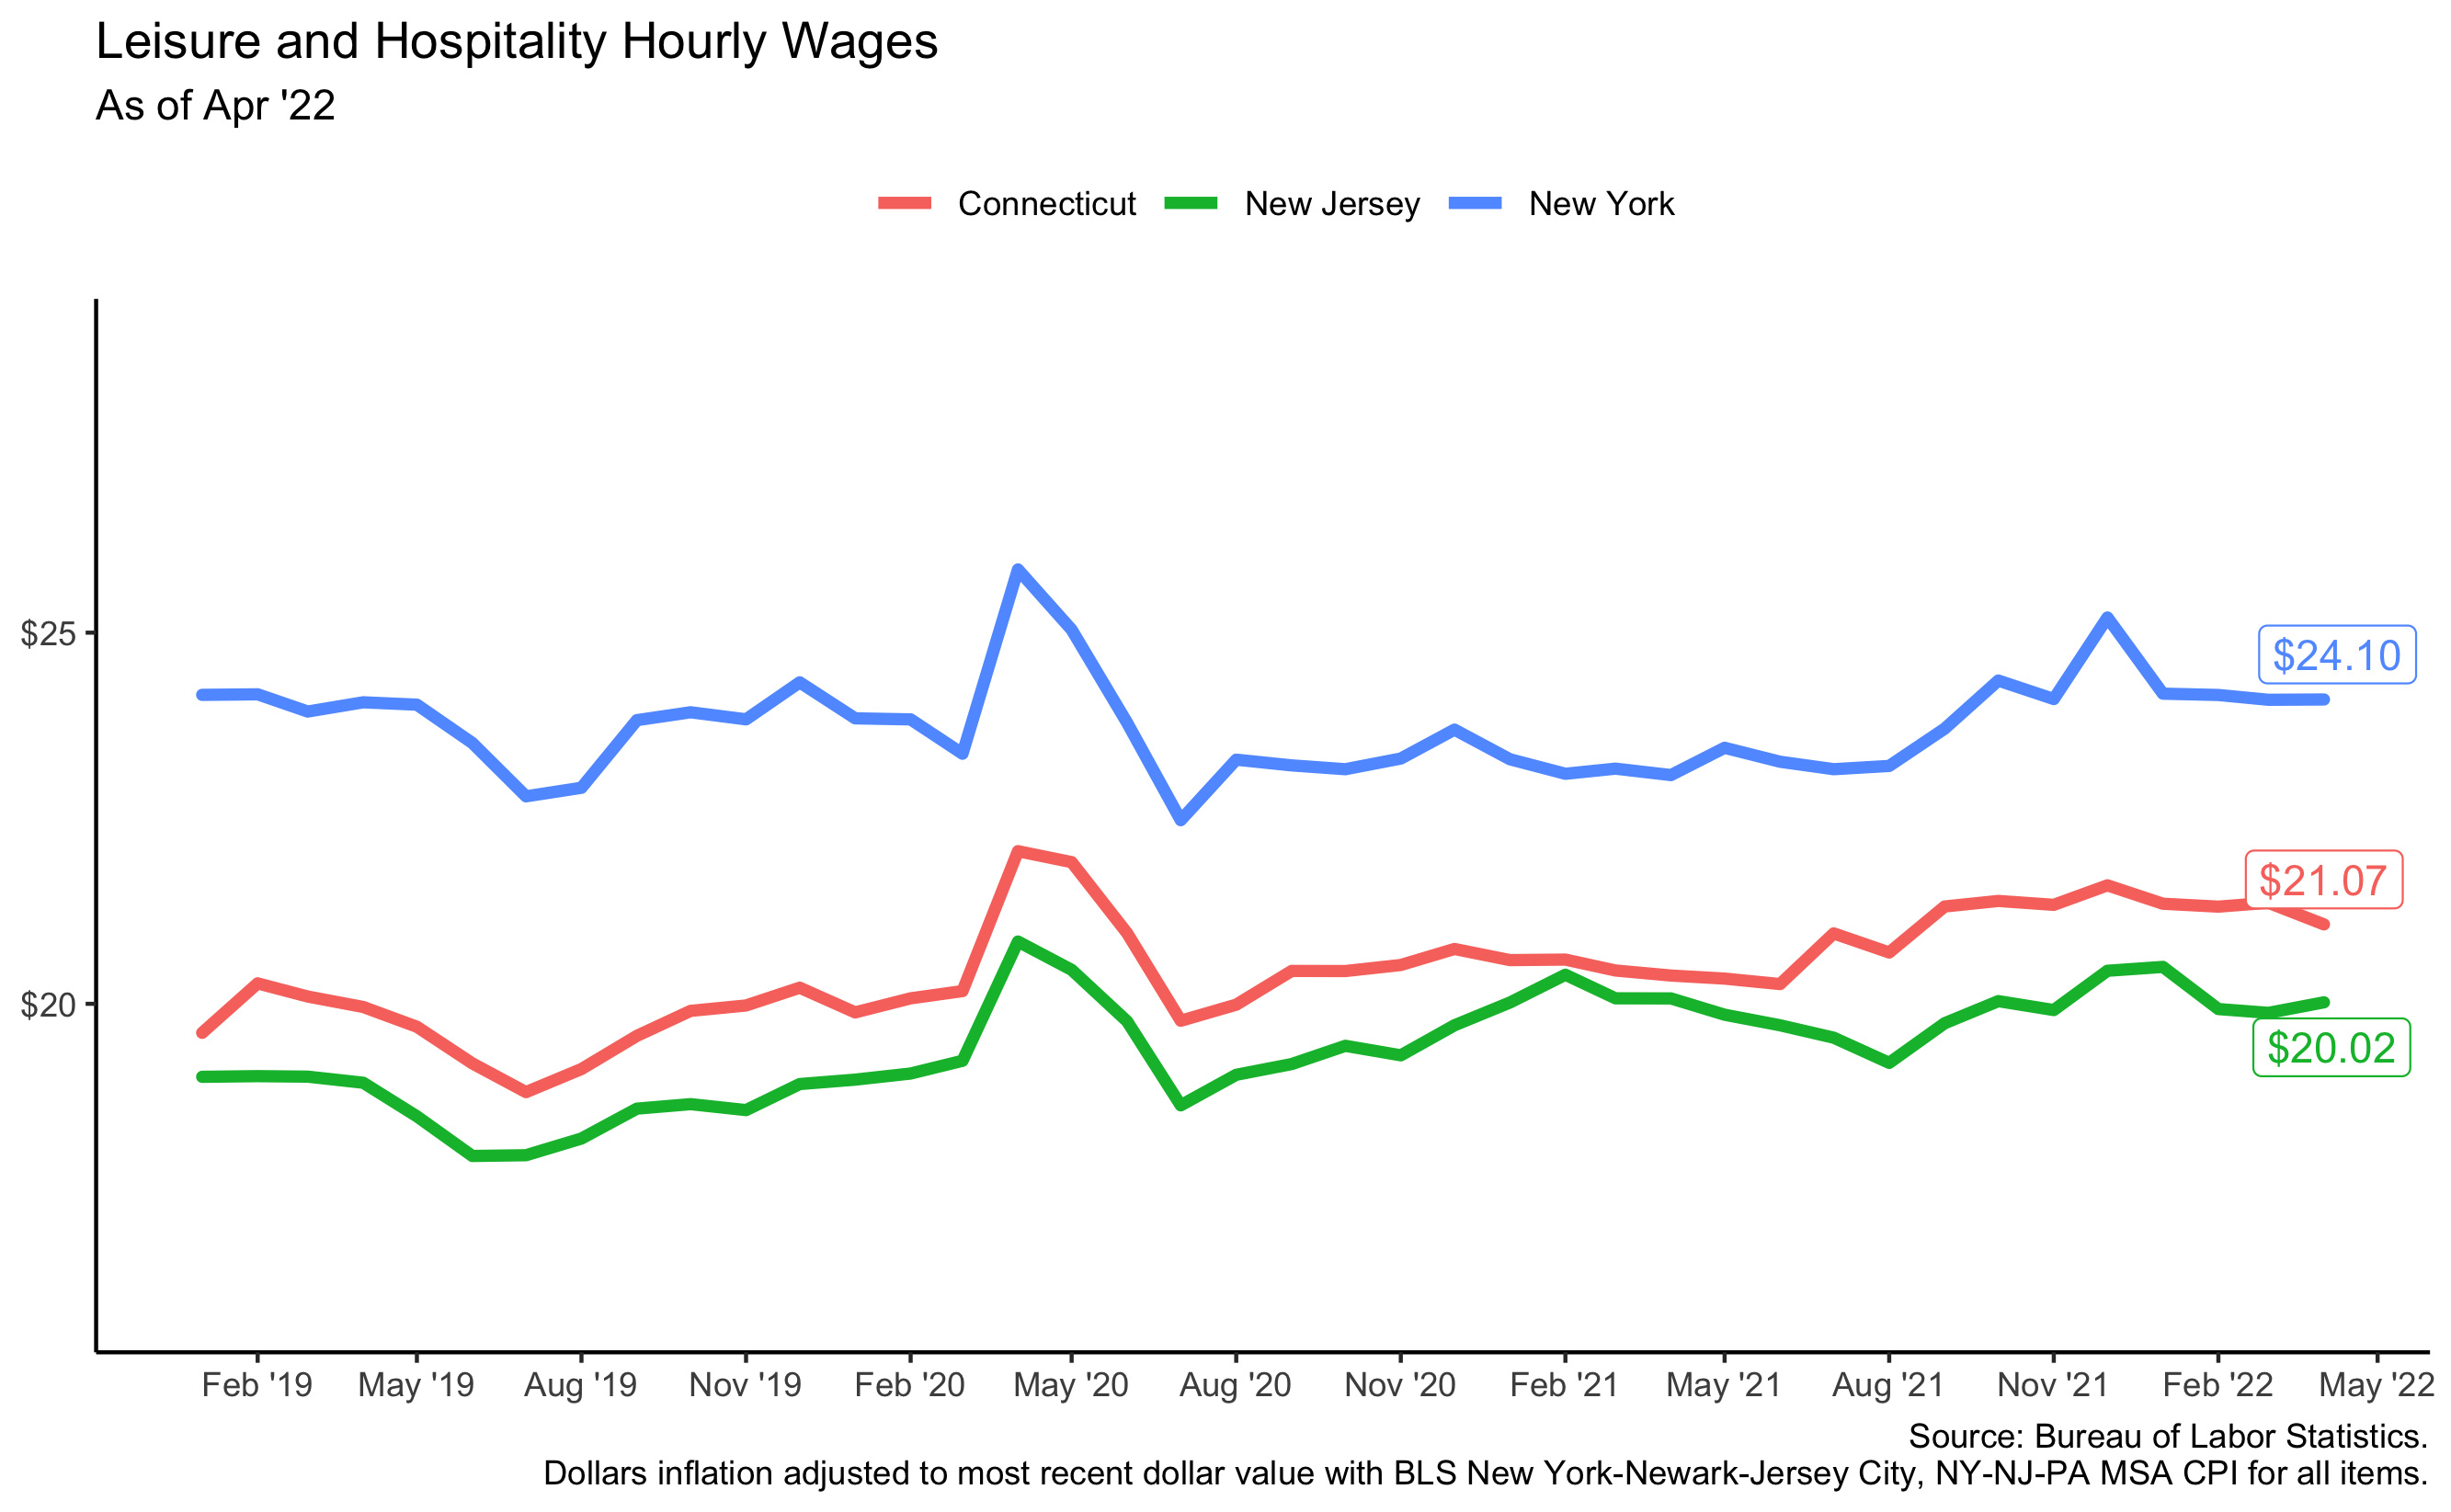 Leisure and Hospitality Hourly Wages
As of Apr '22
Connecticut New Jersey New York
$25
$20
$24.10
$21.07
$20.02
Feb '19 May '19 Aug '19 Nov '19 Feb '20 May '20 Aug '20 Nov '20 Feb '21 May '21 Aug '21 Nov '21 Feb '22 May '22
Source: Bureau of Labor Statistics.
Dollars inflation adjusted to most recent dollar value with BLS New York-Newark-Jersey City, NY-NJ-PA MSA CPI for all items.